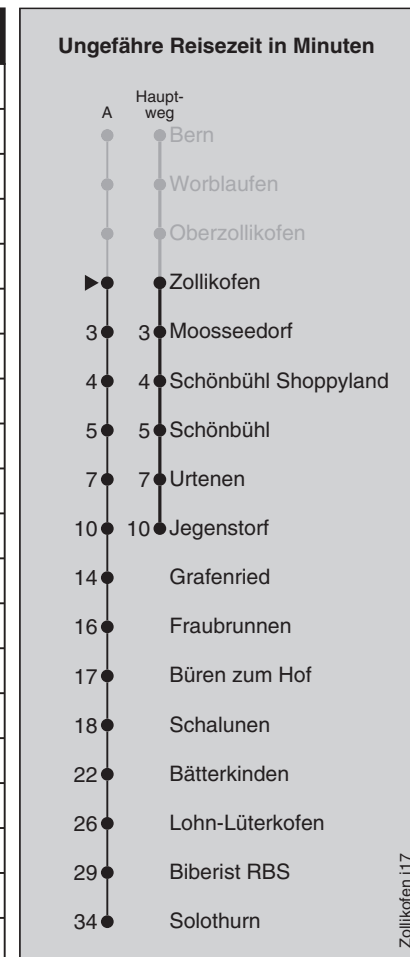 Ungefähre Reisezeit in Minuten
A
Haupt-
weg
Bern
Worblaufen
Oberzollikofen
Zollikofen
3 3 Moosseedorf
4 4 Schönbühl Shoppyland
5 5 Schönbühl
7 7 Urtenen
10 10 Jegenstorf
14 Grafenried
16 Fraubrunnen
17 Büren zum Hof
18 Schalunen
22 Bätterkinden
26 Lohn-Lüterkofen
29 Biberist RBS
34 Solothurn
Zollikofen i17